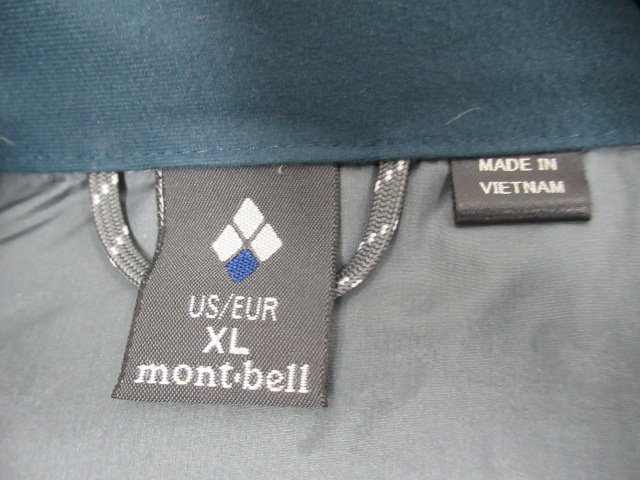 MADE IN
VIETNAM
US/EUR
XL
mont·bell